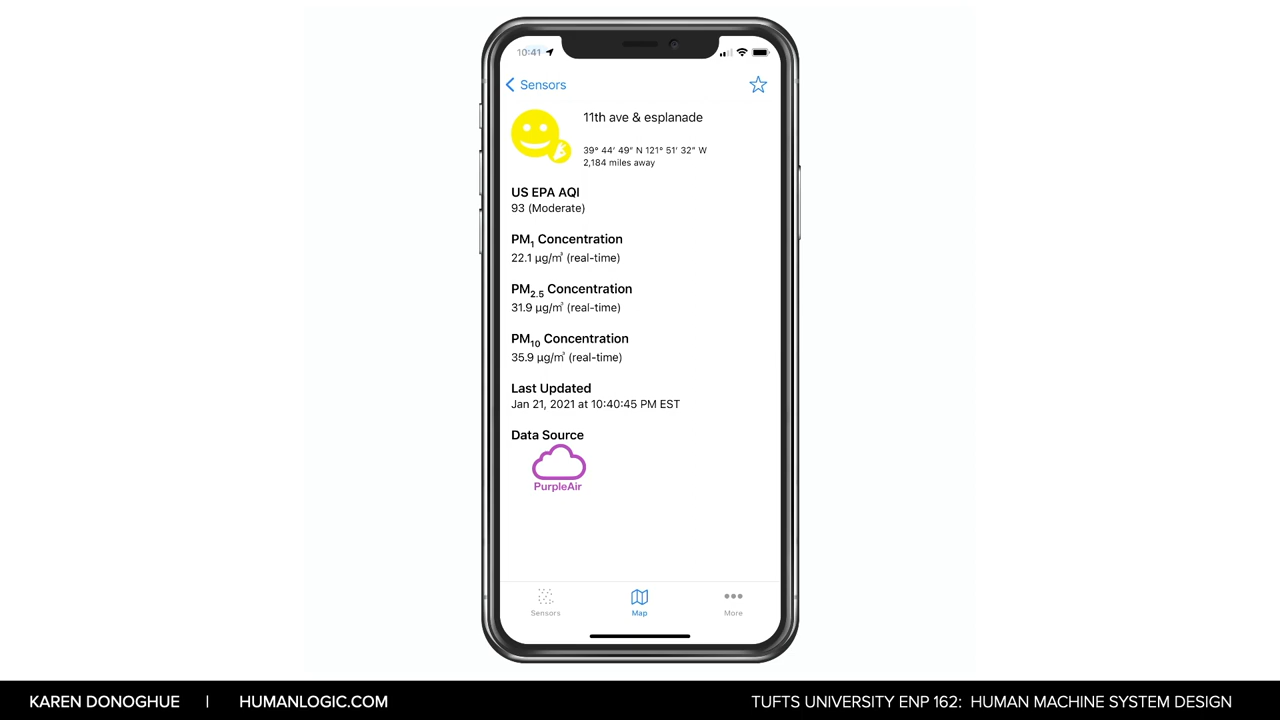 10:41
Sensors
11th ave & esplanade
39° 44' 49" N 121° 51' 32" W
2,184 miles away
US EPA AQI
93 (Moderate)
PM₁ Concentration
22.1 µg/m³ (real-time)
PM₂.₅ Concentration
31.9 µg/m³ (real-time)
PM₁₀ Concentration
35.9 µg/m³ (real-time)
Last Updated
Jan 21, 2021 at 10:40:45 PM EST
Data Source
PurpleAir
Sensors Map More
KAREN DONOGHUE | HUMANLOGIC.COM TUFTS UNIVERSITY ENP 162: HUMAN MACHINE SYSTEM DESIGN